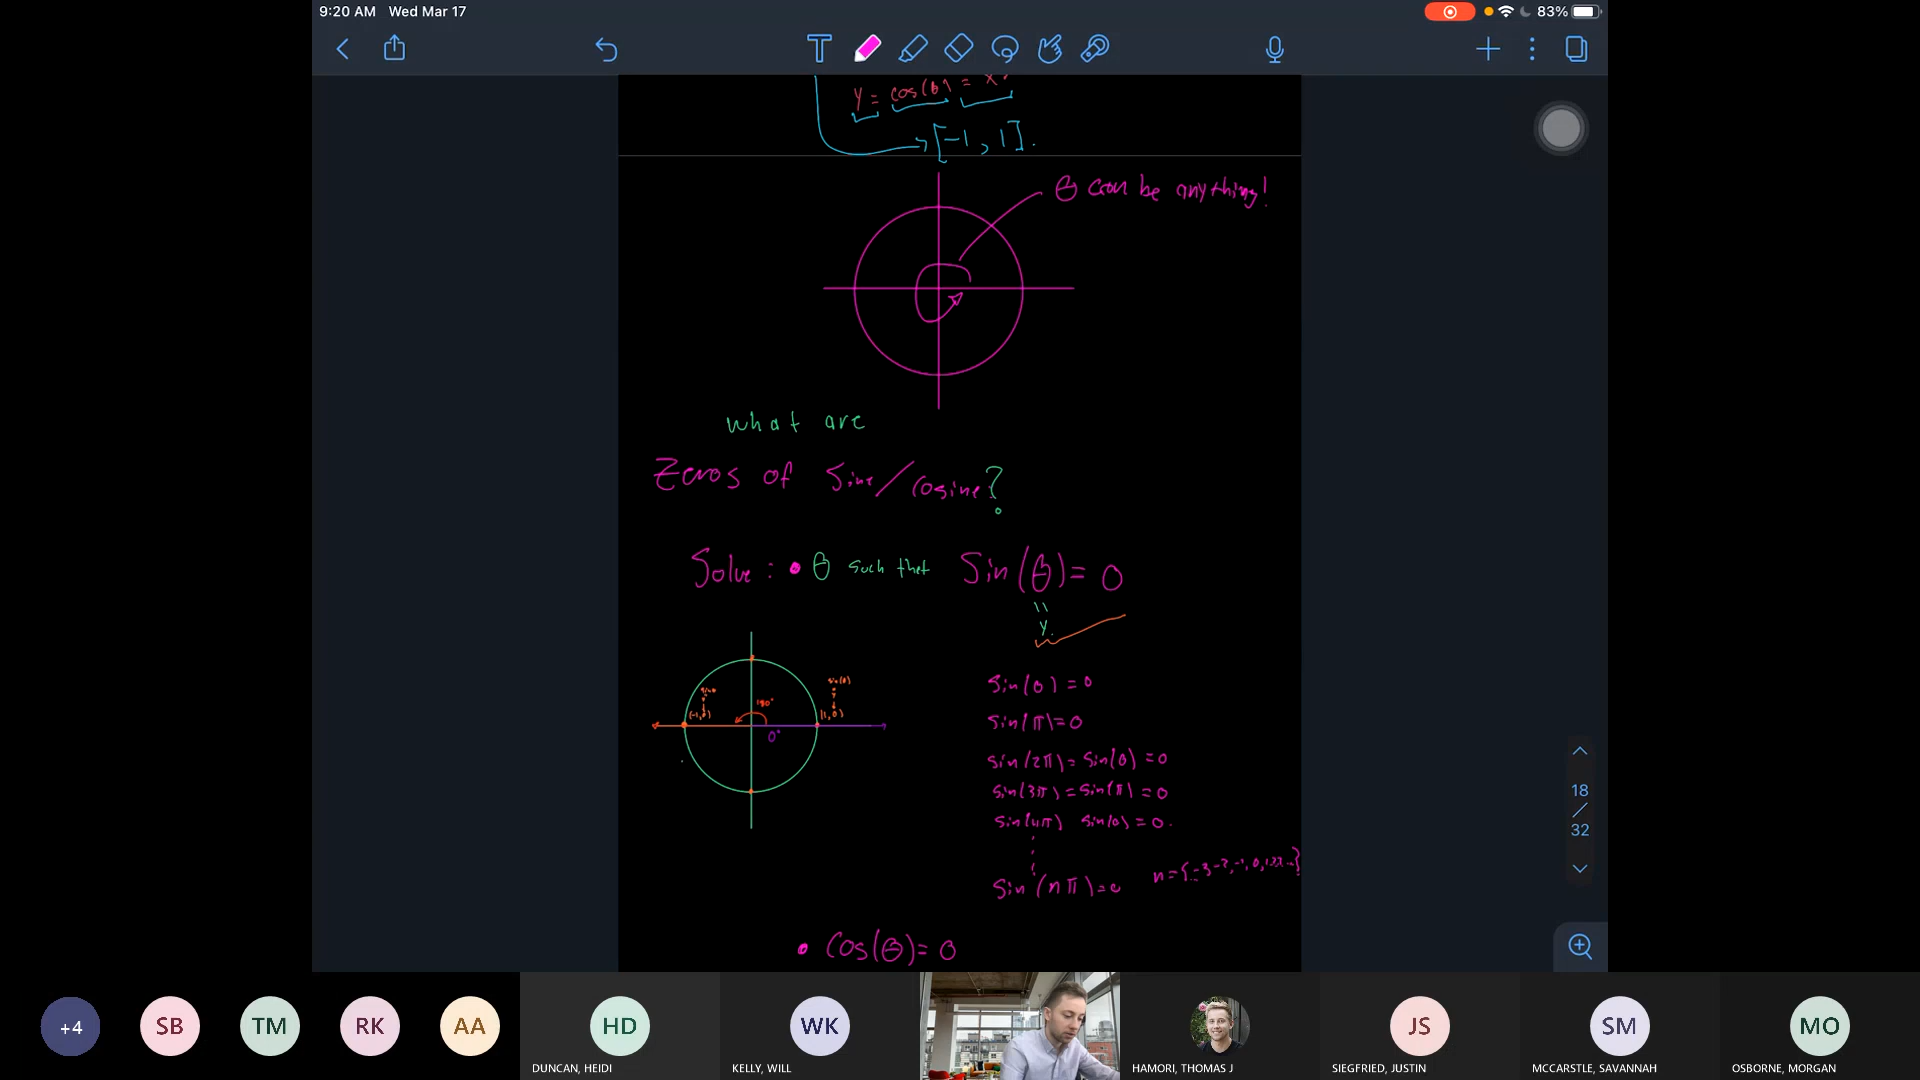 9:20 AM Wed Mar 17
83%
T
y = cos(θ) = x.
[-1, 1].
θ can be anything!
What are
Zeros of Sine/Cosine?
Solve: • θ such that Sin(θ) = 0
"
y.
sin(θ)
y
180°
(-1,0)
(1,0)
0°
Sin(0) = 0
Sin(π) = 0
Sin(2π) = Sin(0) = 0
Sin(3π) = Sin(π) = 0
Sin(4π) Sin(0) = 0.
Sin(nπ) = 0
• Cos(θ) = 0
18
32
+4
SB
TM
RK
AA
HD
WK
JS
SM
MO
DUNCAN, HEIDI
KELLY, WILL
HAMORI, THOMAS J
SIEGFRIED, JUSTIN
MCCARSTLE, SAVANNAH
OSBORNE, MORGAN